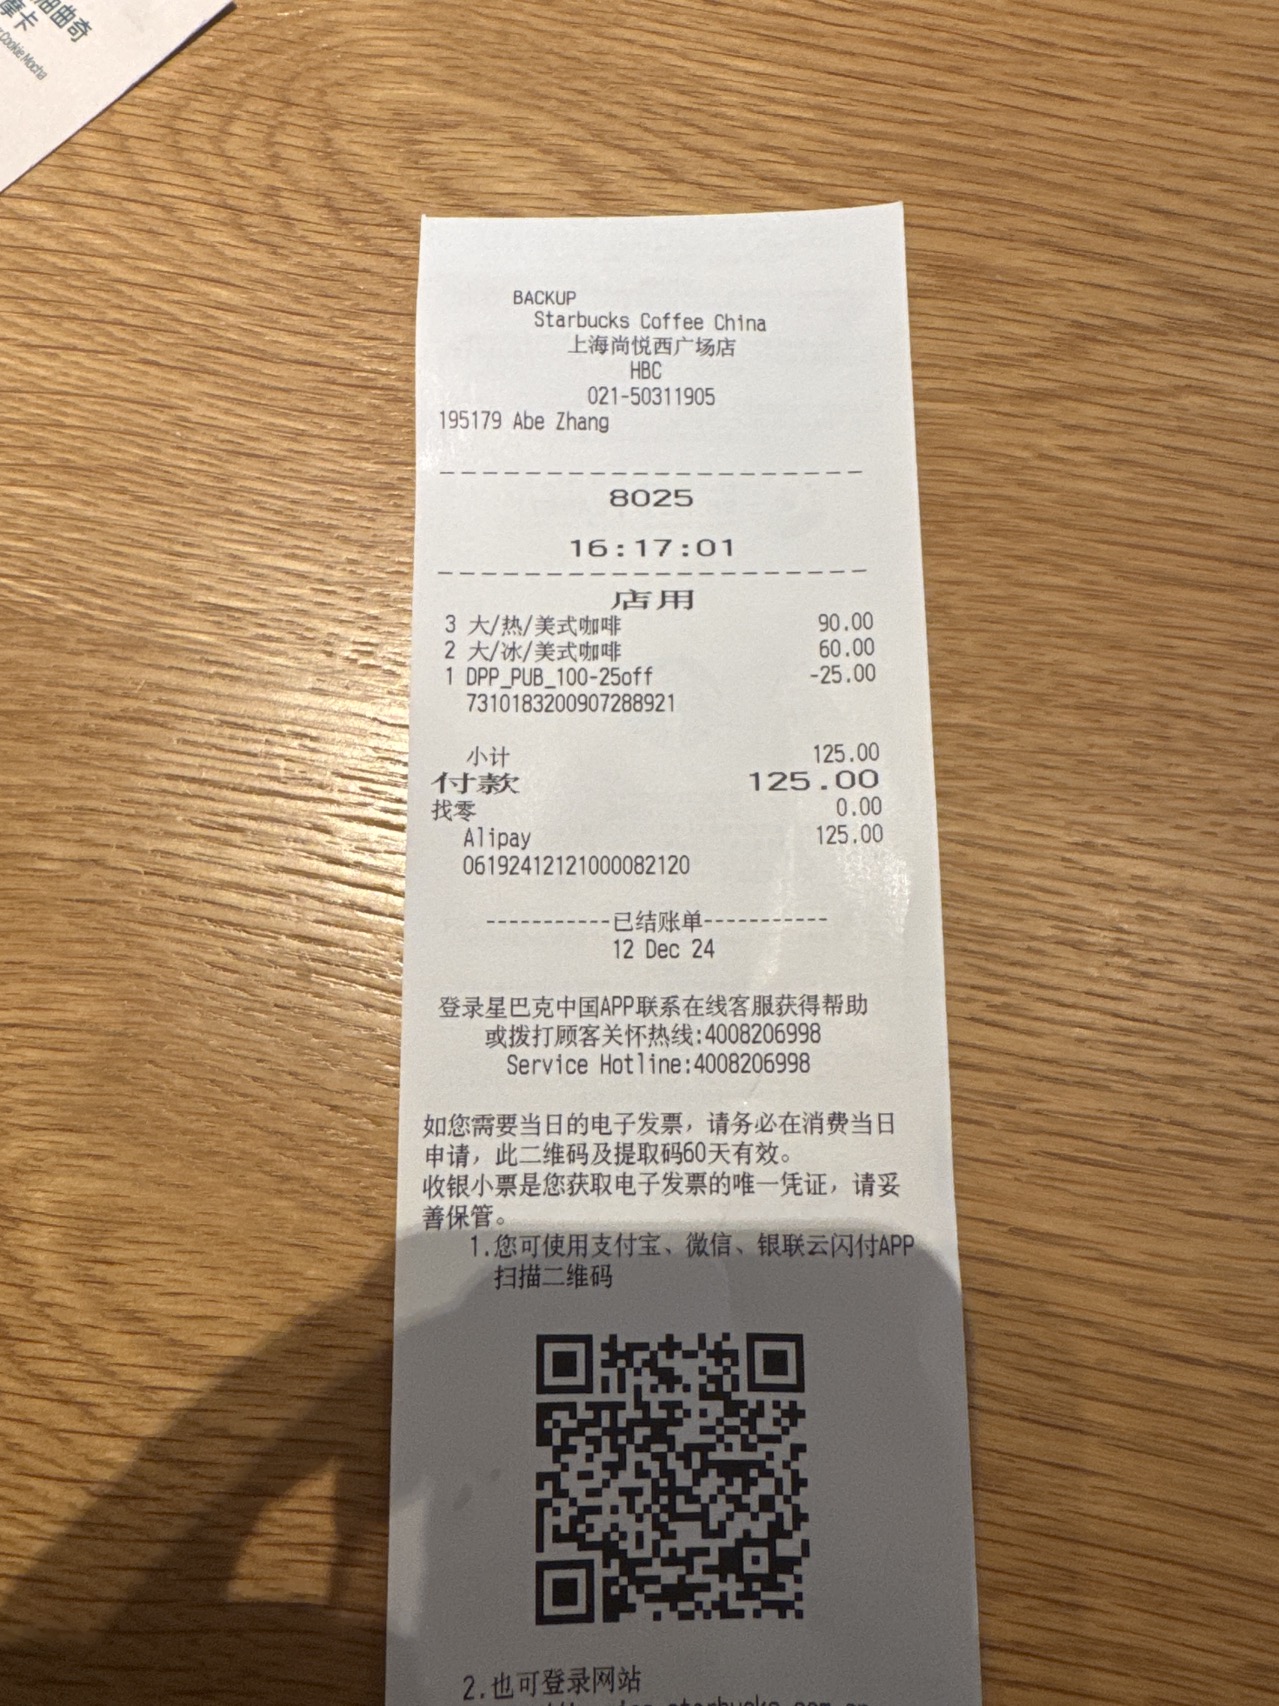 曲奇
摩卡
Cookie Mocha
BACKUP
Starbucks Coffee China
上海尚悦西广场店
HBC
021-50311905
195179 Abe Zhang
8025
16:17:01
店用
3 大/热/美式咖啡 90.00
2 大/冰/美式咖啡 60.00
1 DPP_PUB_100-25off -25.00
7310183200907288921
小计 125.00
付款 125.00
找零 0.00
Alipay 125.00
06192412121000082120
-----------已结账单-----------
12 Dec 24
登录星巴克中国APP联系在线客服获得帮助
或拨打顾客关怀热线:4008206998
Service Hotline:4008206998
如您需要当日的电子发票，请务必在消费当日
申请，此二维码及提取码60天有效。
收银小票是您获取电子发票的唯一凭证，请妥
善保管。
1.您可使用支付宝、微信、银联云闪付APP
扫描二维码
2.也可登录网站